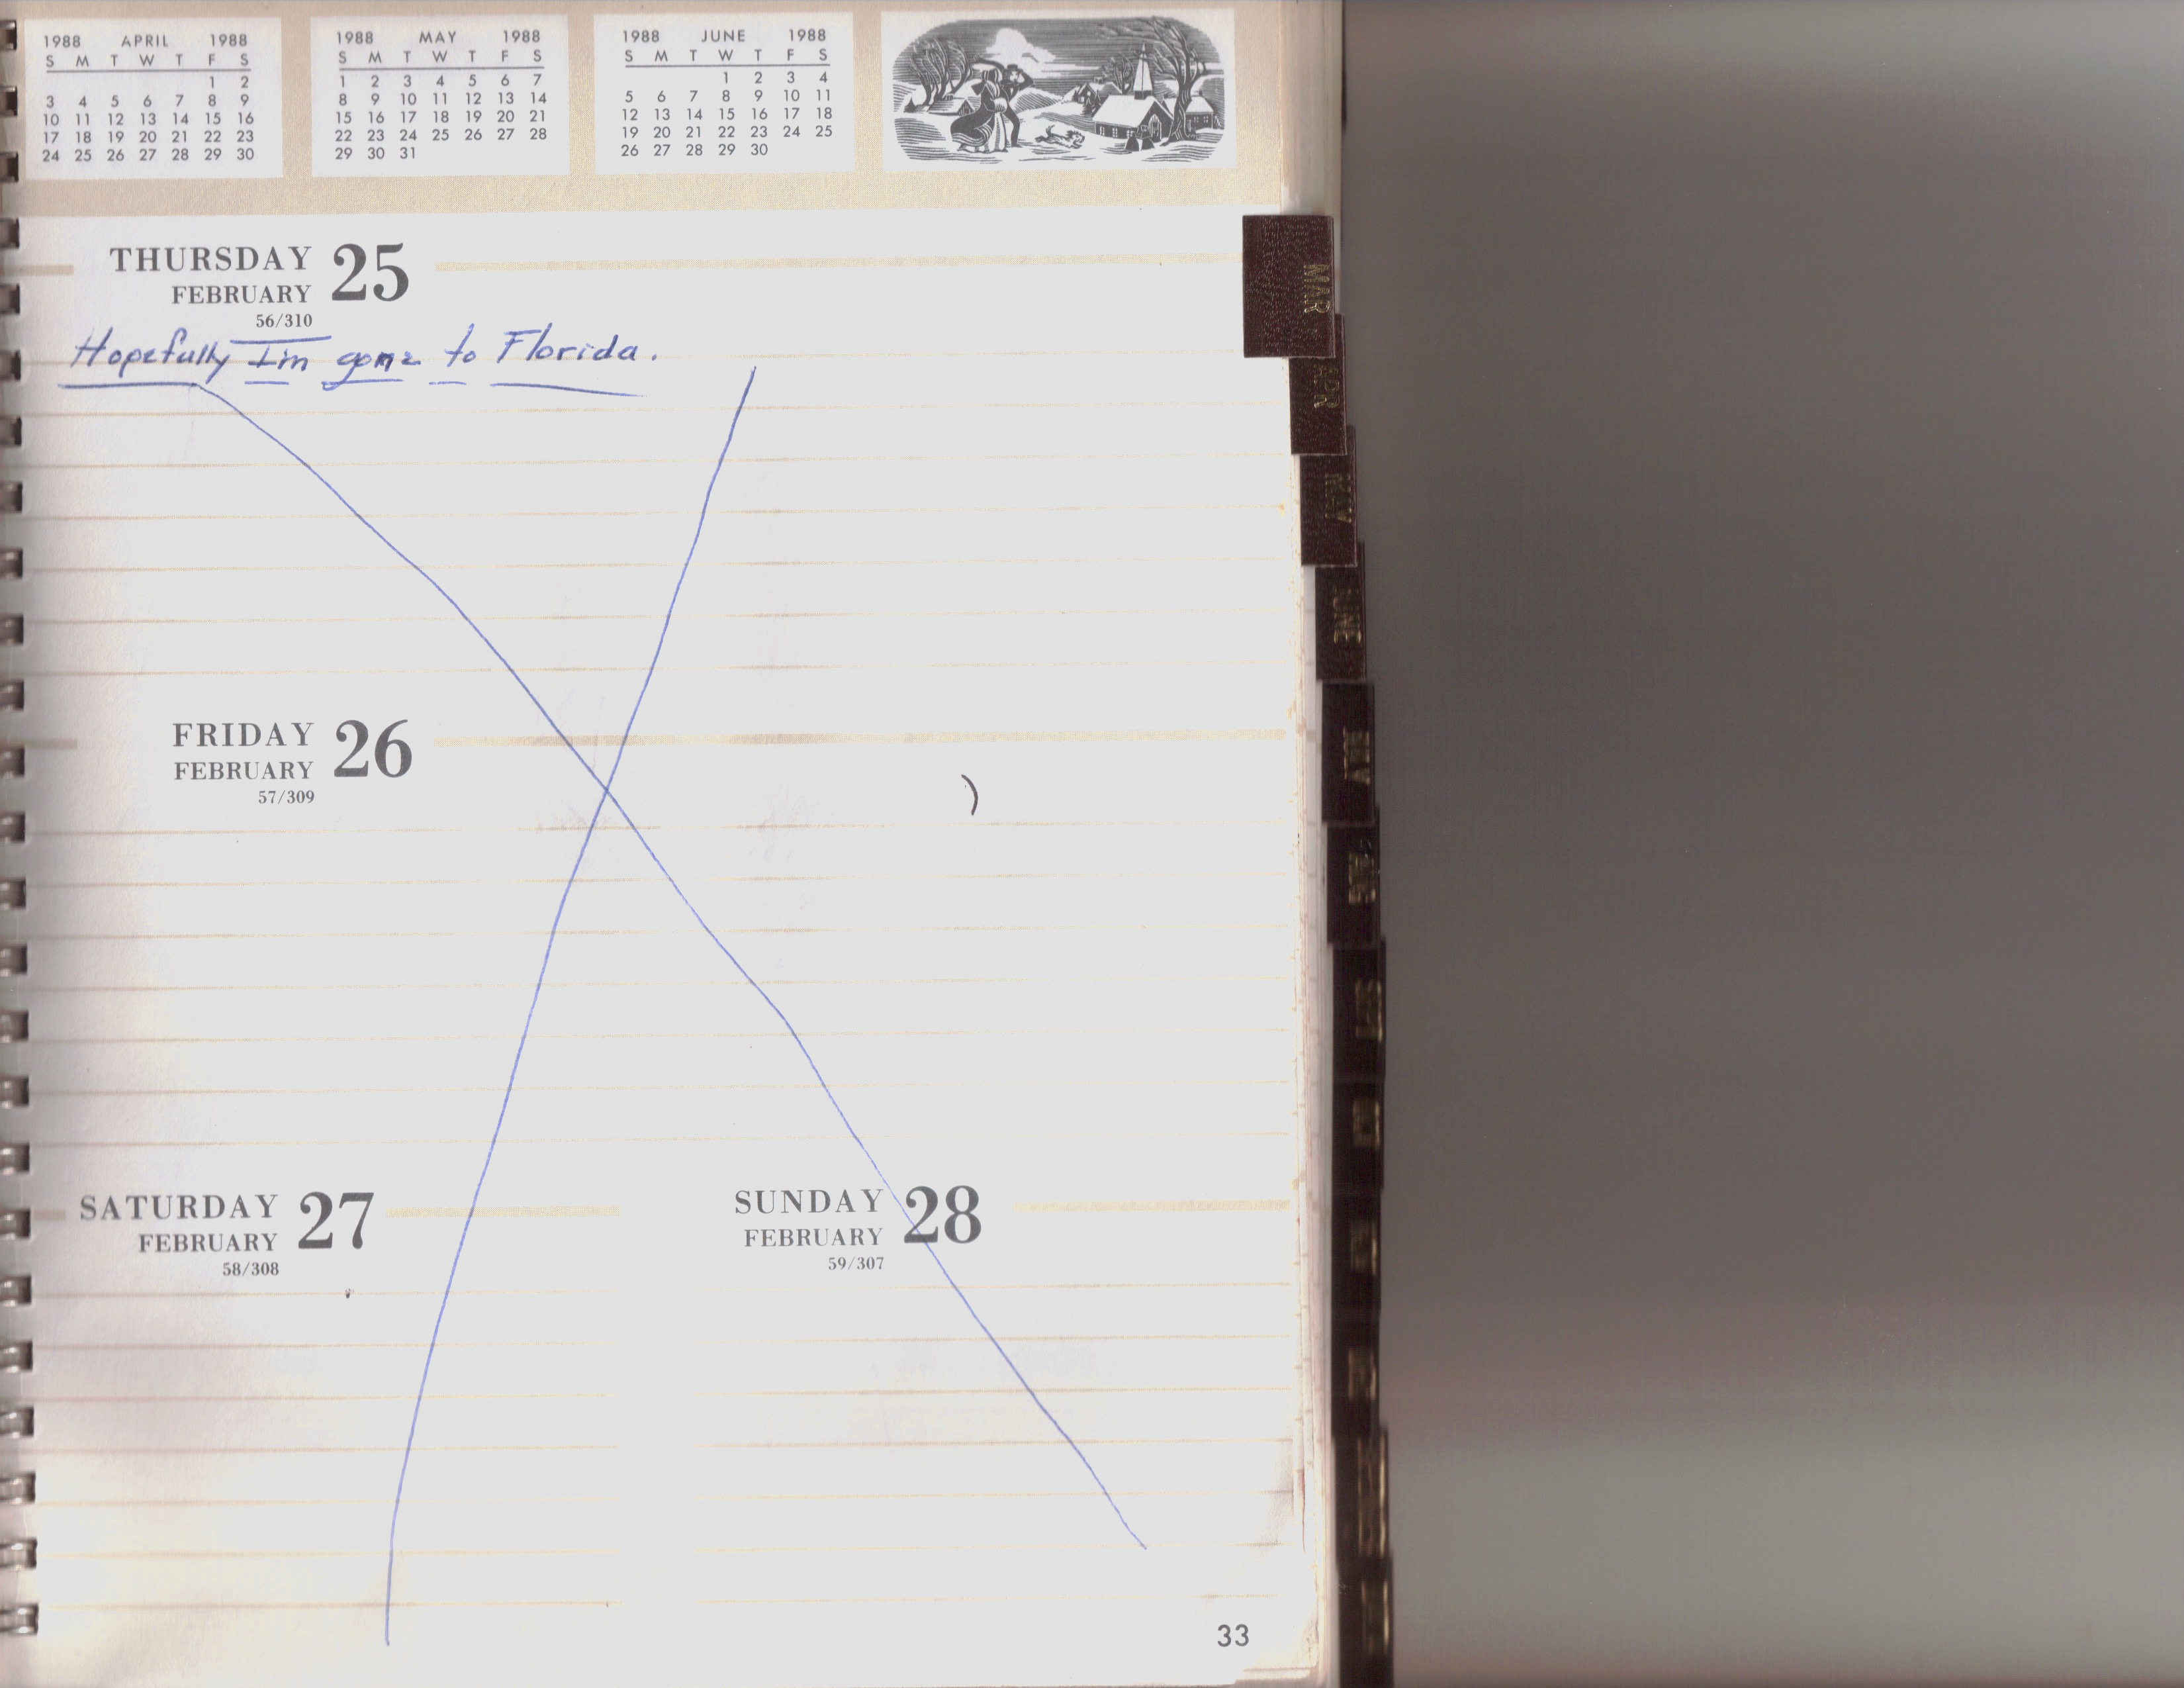 1988 APRIL 1988
S M T W T F S
1 2
3 4 5 6 7 8 9
10 11 12 13 14 15 16
17 18 19 20 21 22 23
24 25 26 27 28 29 30
1988 MAY 1988
S M T W T F S
1 2 3 4 5 6 7
8 9 10 11 12 13 14
15 16 17 18 19 20 21
22 23 24 25 26 27 28
29 30 31
1988 JUNE 1988
S M T W T F S
1 2 3 4
5 6 7 8 9 10 11
12 13 14 15 16 17 18
19 20 21 22 23 24 25
26 27 28 29 30
THURSDAY 25
FEBRUARY
56/310
Hopefully I'm gone to Florida.
FRIDAY 26
FEBRUARY
57/309
SATURDAY 27
FEBRUARY
58/308
SUNDAY 28
FEBRUARY
59/307
33
MAR
APR
MAY
JUNE
JULY
AUG
SEPT